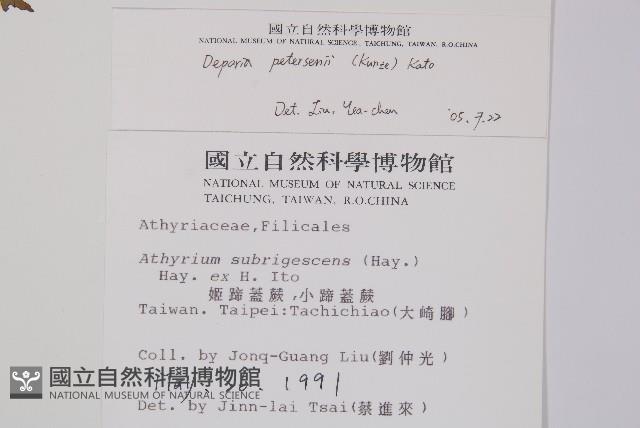 國立自然科學博物館
NATIONAL MUSEUM OF NATURAL SCIENCE, TAICHUNG, TAIWAN, R.O.CHINA
Deparia petersenii (Kunze) Kato
Det. Liu, Yea-chen '05.7.22
國立自然科學博物館
NATIONAL MUSEUM OF NATURAL SCIENCE
TAICHUNG, TAIWAN, R.O.CHINA
Athyriaceae,Filicales
Athyrium subrigescens (Hay.)
Hay. ex H. Ito
姬蹄蓋蕨,小蹄蓋蕨
Taiwan. Taipei:Tachichiao(大崎腳)
Coll. by Jonq-Guang Liu(劉仲光)
May 1991
Det. by Jinn-lai Tsai(蔡進來)
國立自然科學博物館
NATIONAL MUSEUM OF NATURAL SCIENCE